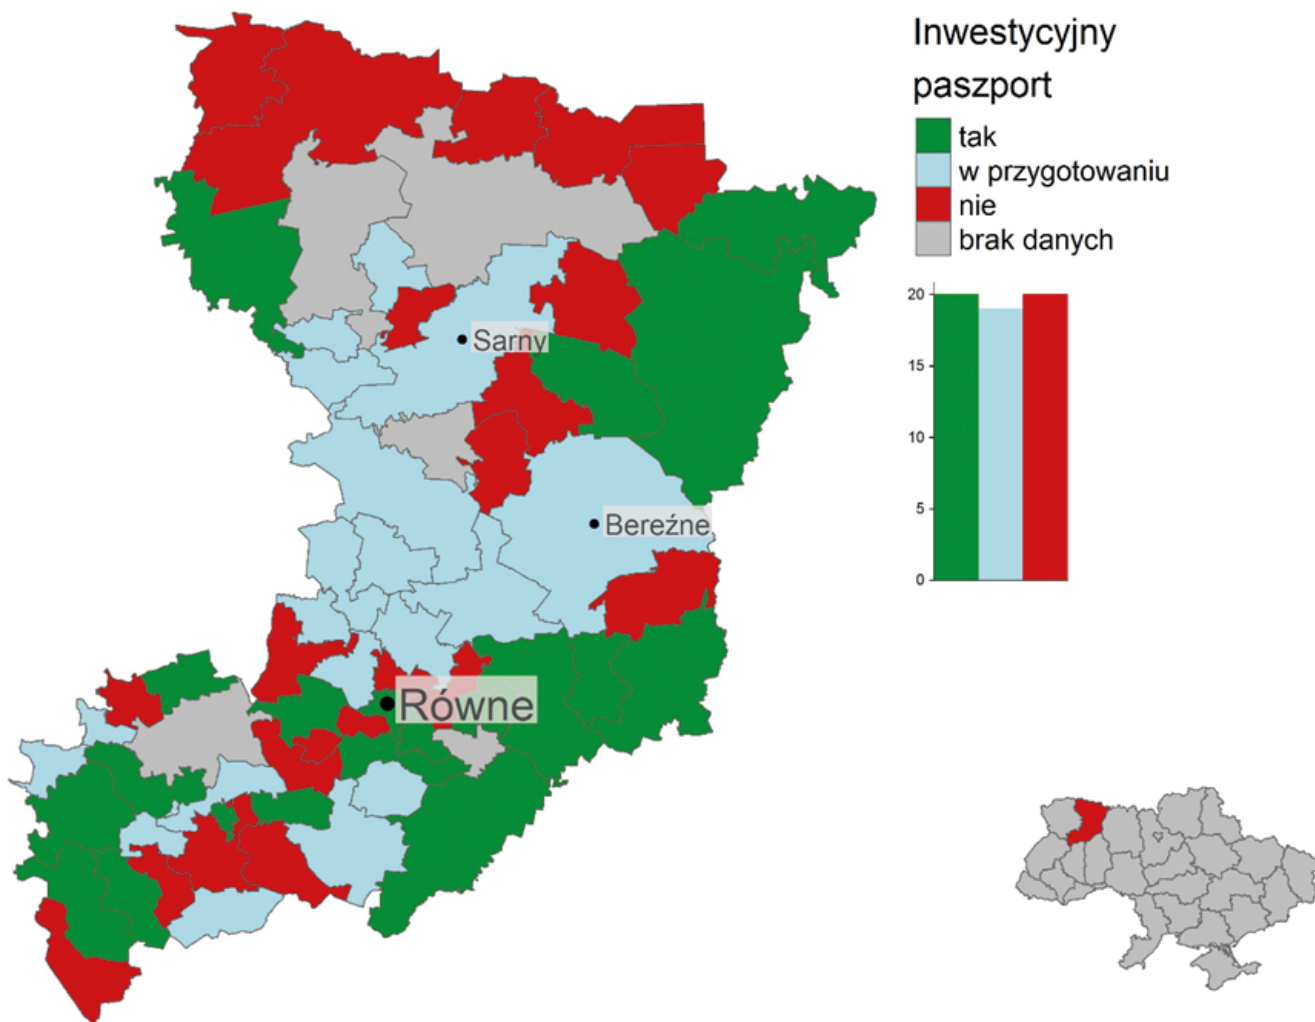 Inwestycyjny
paszport
tak
w przygotowaniu
nie
brak danych
20
15
10
5
0
Sarny
Bereźne
Równe